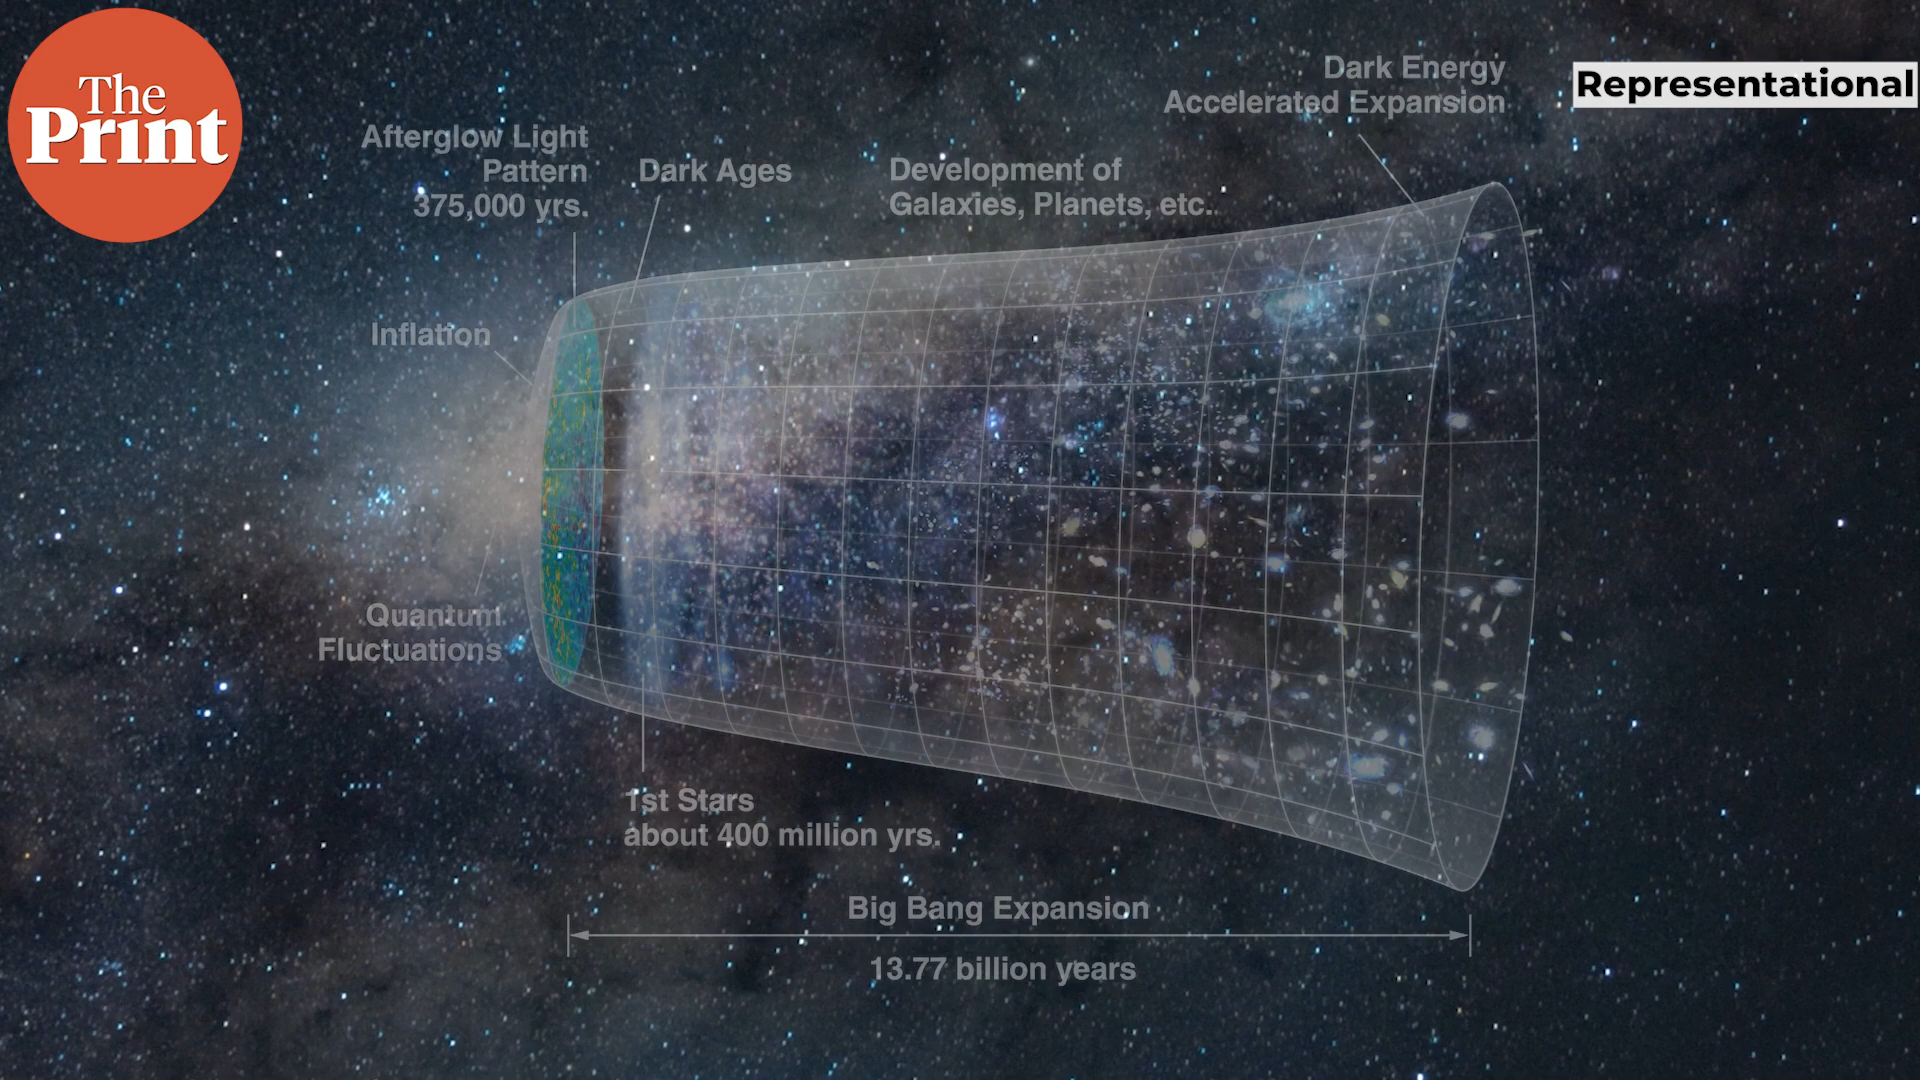 The
Print
Representational
Dark Energy
Accelerated Expansion
Afterglow Light
Pattern
375,000 yrs.
Dark Ages
Development of
Galaxies, Planets, etc.
Inflation
Quantum
Fluctuations
1st Stars
about 400 million yrs.
Big Bang Expansion
13.77 billion years